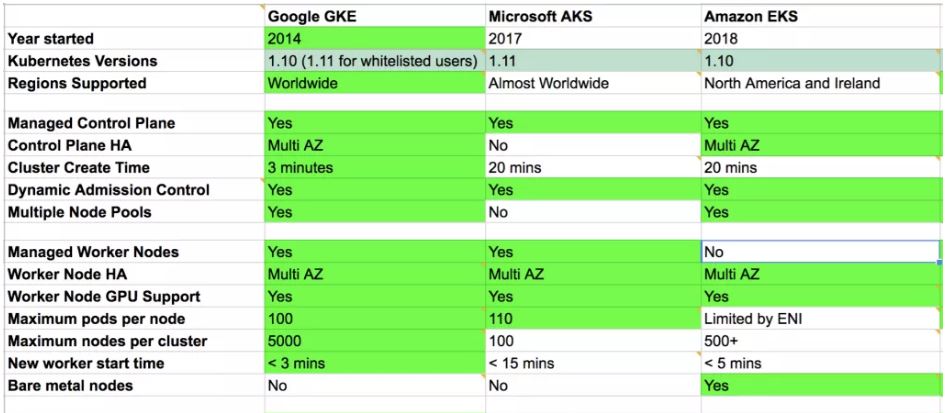 Google GKE Microsoft AKS Amazon EKS
Year started 2014 2017 2018
Kubernetes Versions 1.10 (1.11 for whitelisted users) 1.11 1.10
Regions Supported Worldwide Almost Worldwide North America and Ireland
Managed Control Plane Yes Yes Yes
Control Plane HA Multi AZ No Multi AZ
Cluster Create Time 3 minutes 20 mins 20 mins
Dynamic Admission Control Yes Yes Yes
Multiple Node Pools Yes No Yes
Managed Worker Nodes Yes Yes No
Worker Node HA Multi AZ Multi AZ Multi AZ
Worker Node GPU Support Yes Yes Yes
Maximum pods per node 100 110 Limited by ENI
Maximum nodes per cluster 5000 100 500+
New worker start time < 3 mins < 15 mins < 5 mins
Bare metal nodes No No Yes